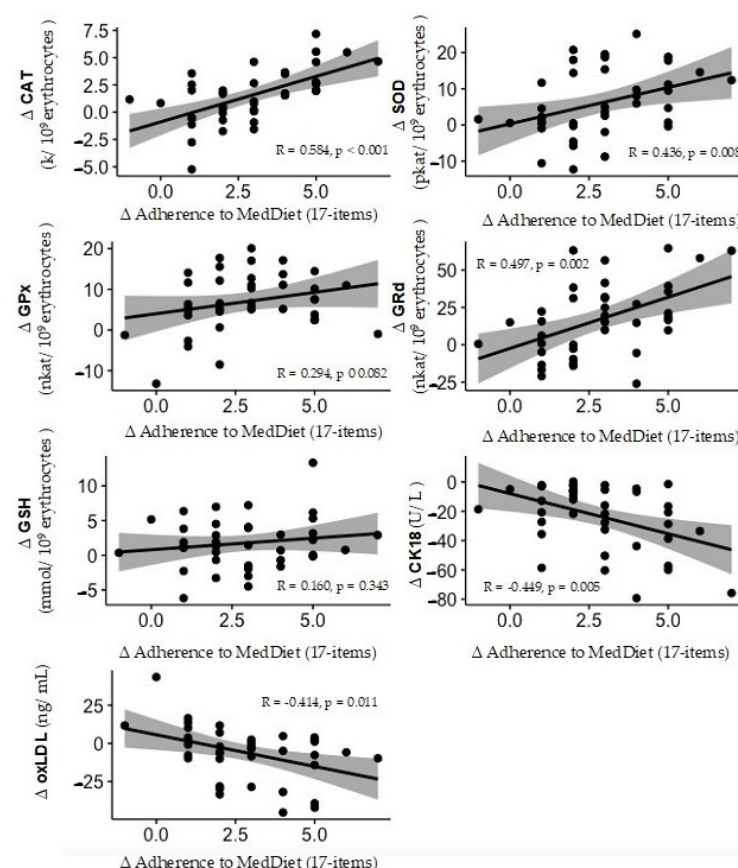 Δ CAT
(k/ 10⁹ erythrocytes )
7.5
5.0
2.5
0.0
−2.5
−5.0
R = 0.584, p < 0.001
0.0 2.5 5.0
Δ Adherence to MedDiet (17-items)
Δ SOD
(pkat/ 10⁹ erythrocytes )
20
10
0
−10
R = 0.436, p = 0.008
0.0 2.5 5.0
Δ Adherence to MedDiet (17-items)
Δ GPx
(nkat/ 10⁹ erythrocytes )
20
10
0
−10
R = 0.294, p 0 0.082
0.0 2.5 5.0
Δ Adherence to MedDiet (17-items)
Δ GRd
(nkat/ 10⁹ erythrocytes )
50
25
0
−25
R = 0.497, p = 0.002
0.0 2.5 5.0
Δ Adherence to MedDiet (17-items)
Δ GSH
(mmol/ 10⁹ erythrocytes )
10
5
0
−5
R = 0.160, p = 0.343
0.0 2.5 5.0
Δ Adherence to MedDiet (17-items)
Δ CK18 (U/ L )
0
−20
−40
−60
−80
R = -0.449, p = 0.005
0.0 2.5 5.0
Δ Adherence to MedDiet (17-items)
Δ oxLDL (ng/ mL)
25
0
−25
R = -0.414, p = 0.011
0.0 2.5 5.0
Δ Adherence to MedDiet (17-items)